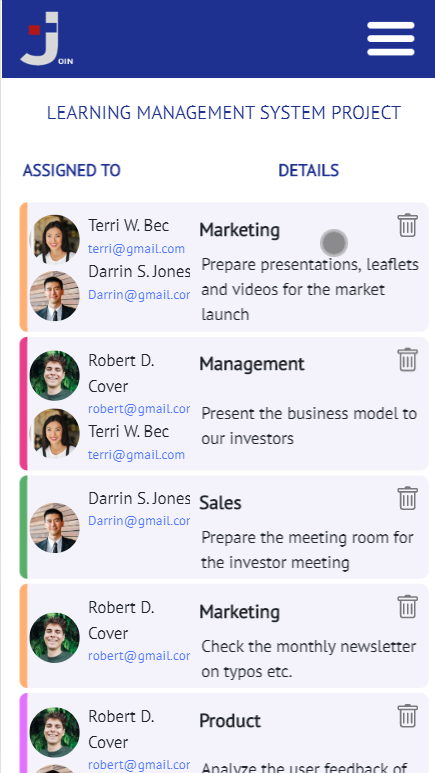 J
OIN
LEARNING MANAGEMENT SYSTEM PROJECT
ASSIGNED TO
DETAILS
Terri W. Bec
terri@gmail.com
Darrin S. Jones
Darrin@gmail.cor
Marketing
Prepare presentations, leaflets
and videos for the market
launch
Robert D.
Cover
robert@gmail.cor
Terri W. Bec
terri@gmail.com
Management
Present the business model to
our investors
Darrin S. Jones
Darrin@gmail.cor
Sales
Prepare the meeting room for
the investor meeting
Robert D.
Cover
robert@gmail.cor
Marketing
Check the monthly newsletter
on typos etc.
Robert D.
Cover
robert@gmail.cor
Product
Analyze the user feedback of